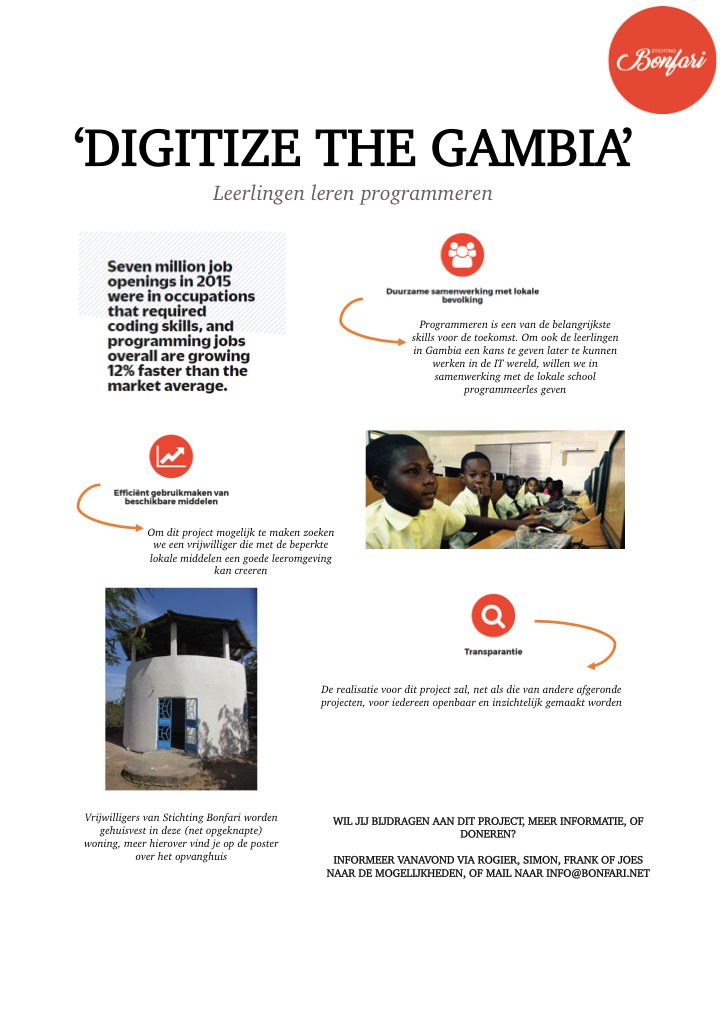 STICHTING
Bonfari
‘DIGITIZE THE GAMBIA’
Leerlingen leren programmeren
Seven million job
openings in 2015
were in occupations
that required
coding skills, and
programming jobs
overall are growing
12% faster than the
market average.
Duurzame samenwerking met lokale
bevolking
Programmeren is een van de belangrijkste
skills voor de toekomst. Om ook de leerlingen
in Gambia een kans te geven later te kunnen
werken in de IT wereld, willen we in
samenwerking met de lokale school
programmeerles geven
Efficiënt gebruikmaken van
beschikbare middelen
Om dit project mogelijk te maken zoeken
we een vrijwilliger die met de beperkte
lokale middelen een goede leeromgeving
kan creeren
Transparantie
De realisatie voor dit project zal, net als die van andere afgeronde
projecten, voor iedereen openbaar en inzichtelijk gemaakt worden
Vrijwilligers van Stichting Bonfari worden
gehuisvest in deze (net opgeknapte)
woning, meer hierover vind je op de poster
over het opvanghuis
WIL JIJ BIJDRAGEN AAN DIT PROJECT, MEER INFORMATIE, OF
DONEREN?
INFORMEER VANAVOND VIA ROGIER, SIMON, FRANK OF JOES
NAAR DE MOGELIJKHEDEN, OF MAIL NAAR INFO@BONFARI.NET